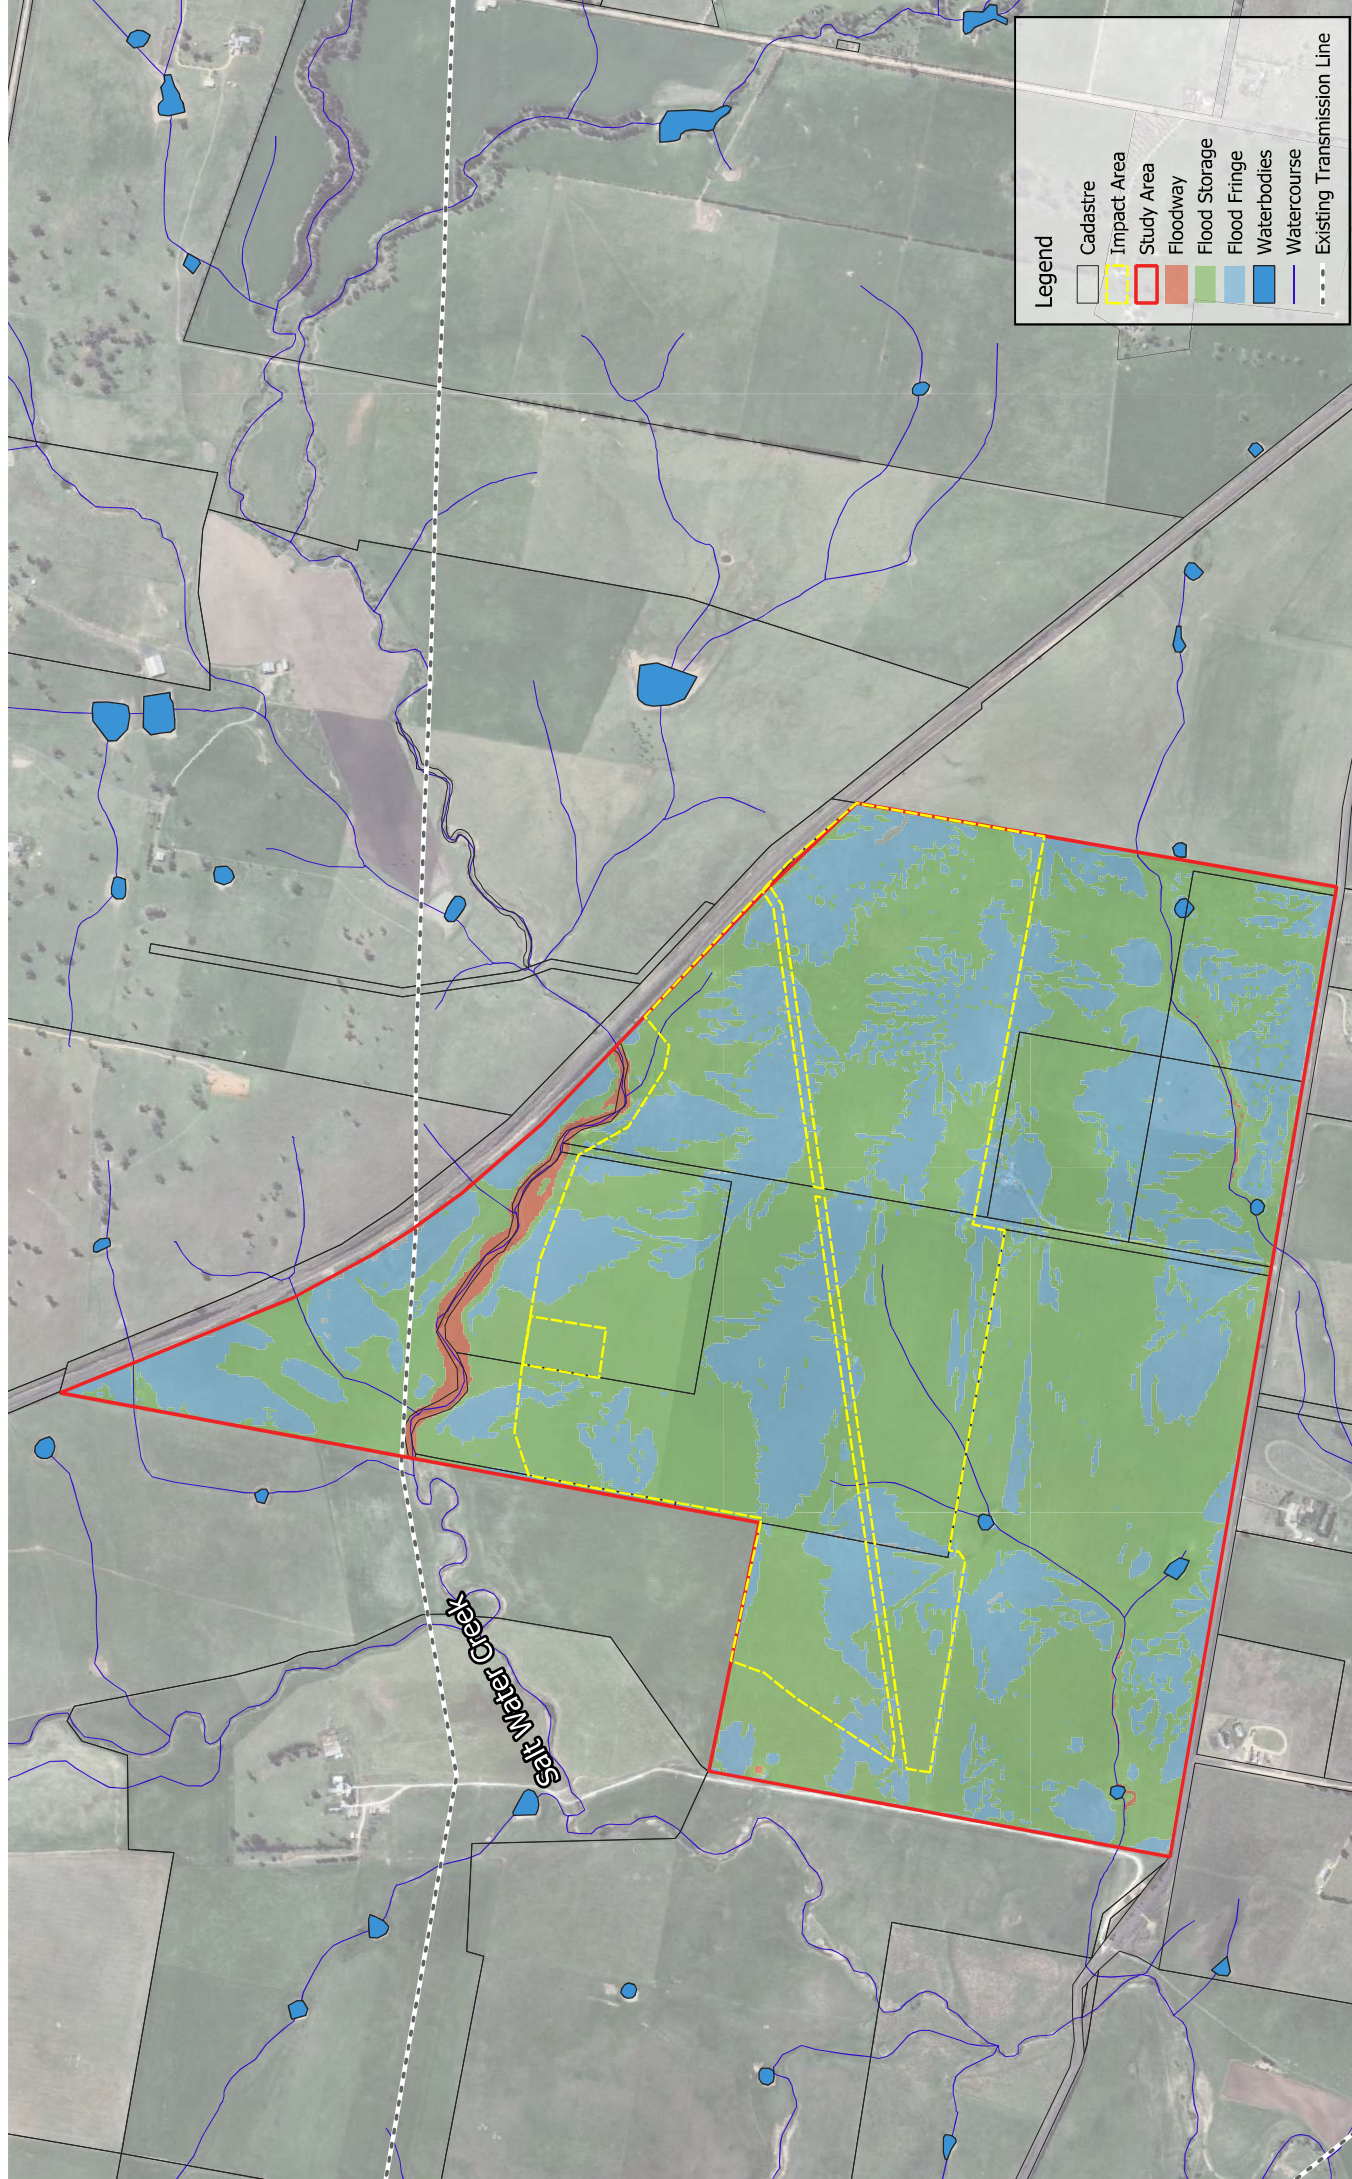 Legend
Cadastre
Impact Area
Study Area
Floodway
Flood Storage
Flood Fringe
Waterbodies
Watercourse
Existing Transmission Line
Salt Water Creek